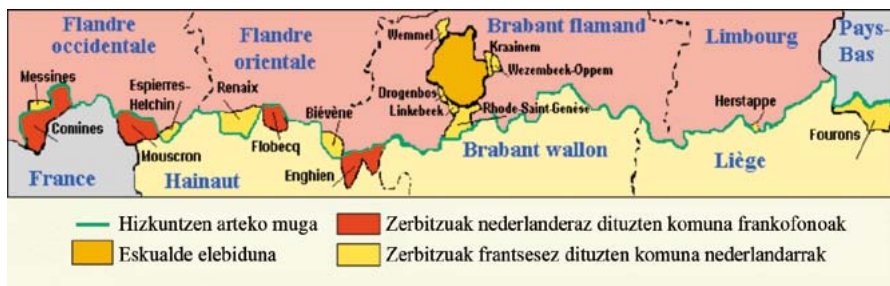 Flandre
occidentale
Flandre
orientale
Brabant flamand
Limbourg
Pays-
Bas
Wemmel
Kraainem
Wezembeek-Oppem
Messines
Espierres-
Helchin
Renaix
Biévène
Drogenbos
Linkebeek
Rhode-Saint-Genèse
Herstappe
Comines
Mouscron
Flobecq
Enghien
Fourons
France
Hainaut
Brabant wallon
Liège
Hizkuntzen arteko muga
Zerbitzuak nederlanderaz dituzten komuna frankofonoak
Eskualde elebiduna
Zerbitzuak frantsesez dituzten komuna nederlandarrak